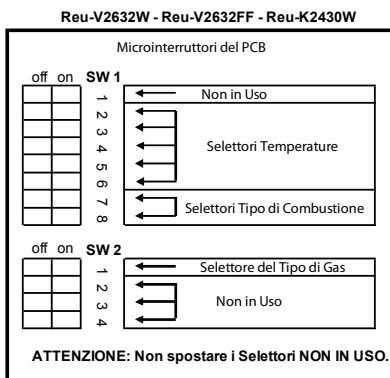 Reu-V2632W - Reu-V2632FF - Reu-K2430W
Microinterruttori del PCB
off on SW 1
1 Non in Uso
2
3
4 Selettori Temperature
5
6
7 Selettori Tipo di Combustione
8
off on SW 2
1 Selettore del Tipo di Gas
2
3 Non in Uso
4
ATTENZIONE: Non spostare i Selettori NON IN USO.